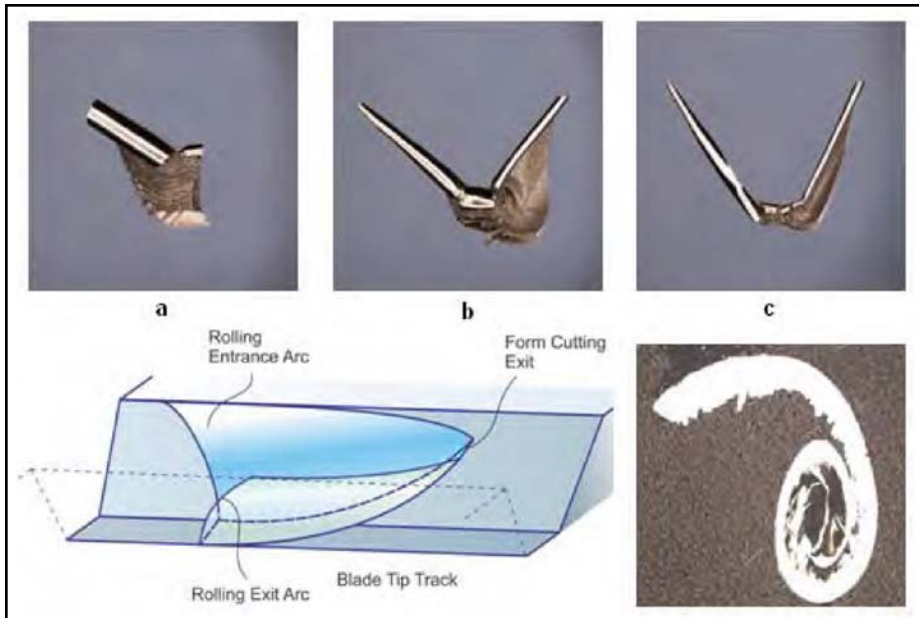 a
b
c
Rolling
Entrance Arc
Form Cutting
Exit
Rolling Exit Arc
Blade Tip Track